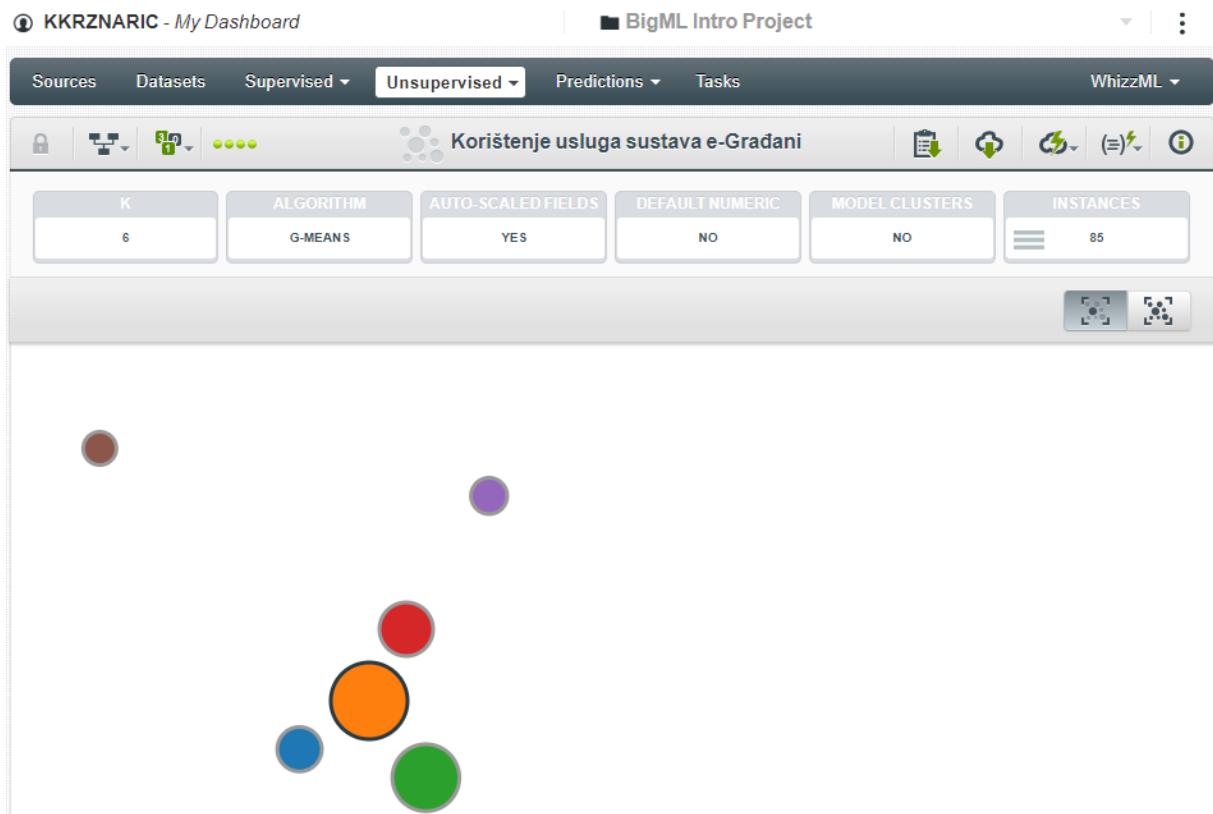 KKRZNARIC - My Dashboard BigML Intro Project
Sources Datasets Supervised Unsupervised Predictions Tasks WhizzML
Korištenje usluga sustava e-Građani
K ALGORITHM AUTO-SCALED FIELDS DEFAULT NUMERIC MODEL CLUSTERS INSTANCES
6 G-MEANS YES NO NO 85